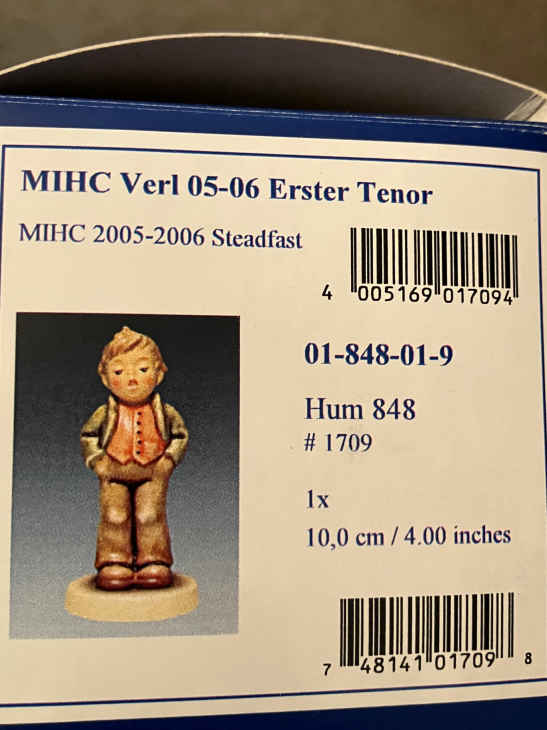 MIHC Verl 05-06 Erster Tenor
MIHC 2005-2006 Steadfast
4 005169 017094
01-848-01-9
Hum 848
# 1709
1x
10,0 cm / 4.00 inches
7 48141 01709 8